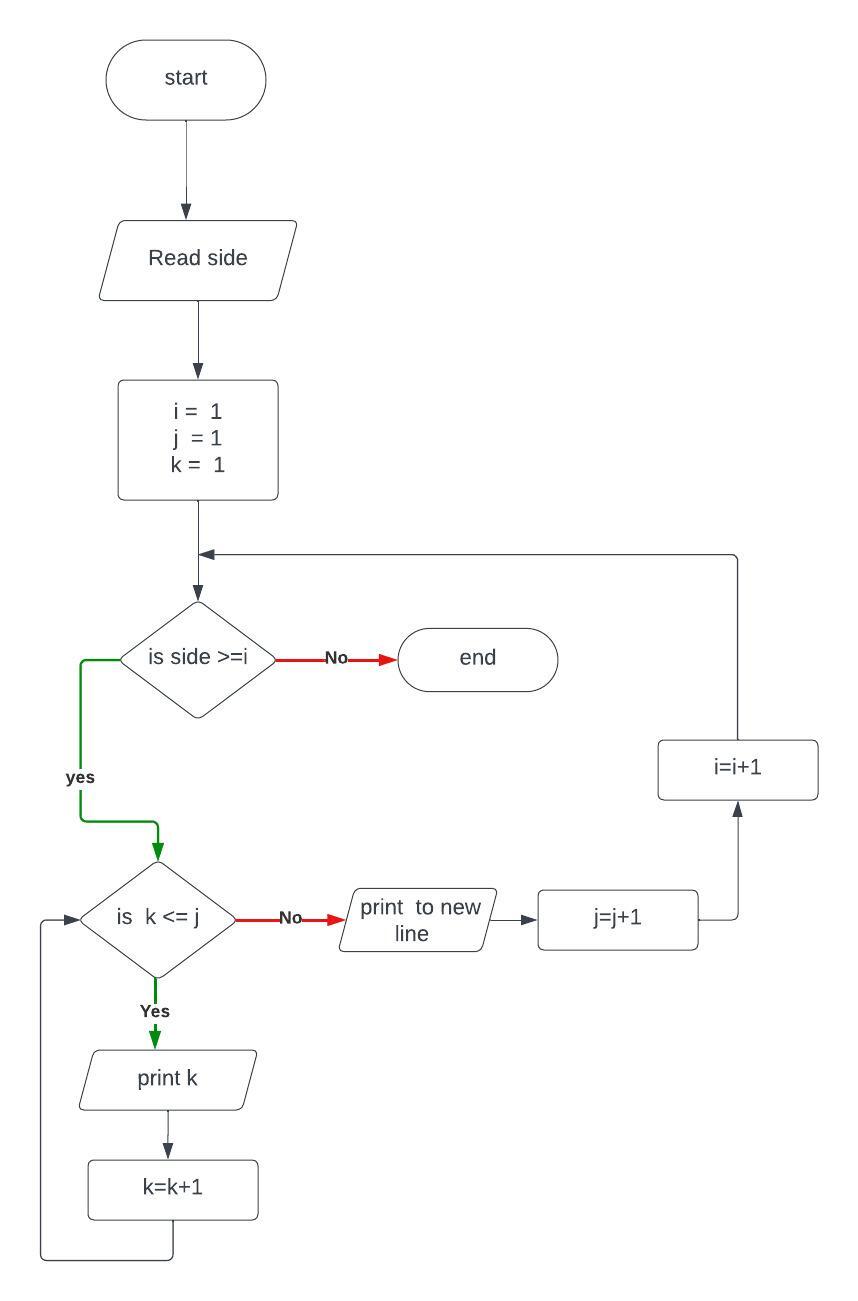 start
Read side
i = 1
j = 1
k = 1
is side >=i
No
end
yes
i=i+1
is k <= j
No
print to new
line
j=j+1
Yes
print k
k=k+1